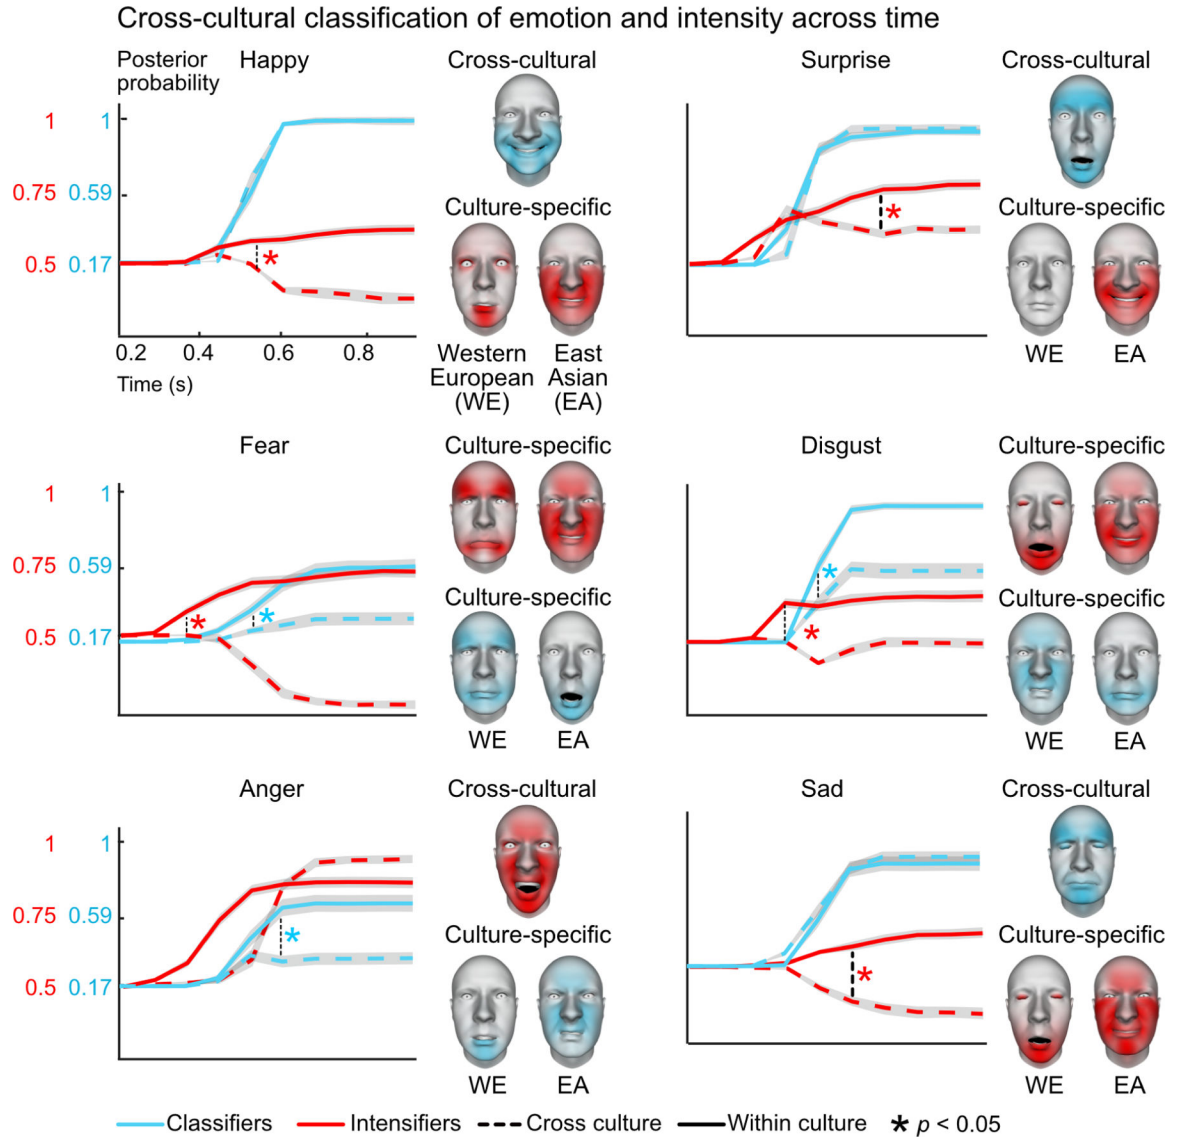 Cross-cultural classification of emotion and intensity across time
Posterior
probability
Happy
Cross-cultural
1 1
0.75 0.59
0.5 0.17
Culture-specific
0.2 0.4 0.6 0.8
Time (s)
*
Western
European
(WE)
East
Asian
(EA)
Surprise
Cross-cultural
Culture-specific
*
WE EA
Fear
Culture-specific
1 1
0.75 0.59
0.5 0.17
* *
Culture-specific
WE EA
Disgust
Culture-specific
*
*
Culture-specific
WE EA
Anger
Cross-cultural
1 1
0.75 0.59
0.5 0.17
*
Culture-specific
WE EA
Sad
Cross-cultural
Culture-specific
*
WE EA
Classifiers Intensifiers Cross culture Within culture * p < 0.05